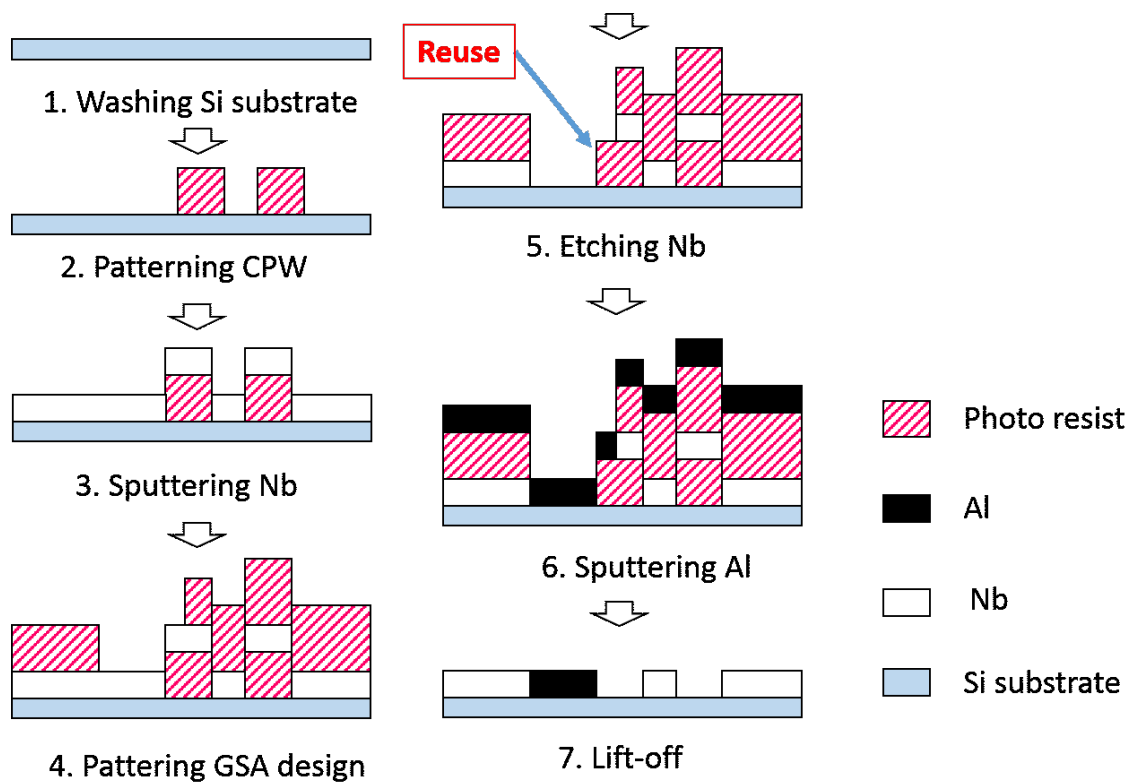 1. Washing Si substrate
2. Patterning CPW
3. Sputtering Nb
4. Pattering GSA design
Reuse
5. Etching Nb
6. Sputtering Al
7. Lift-off
Photo resist
Al
Nb
Si substrate